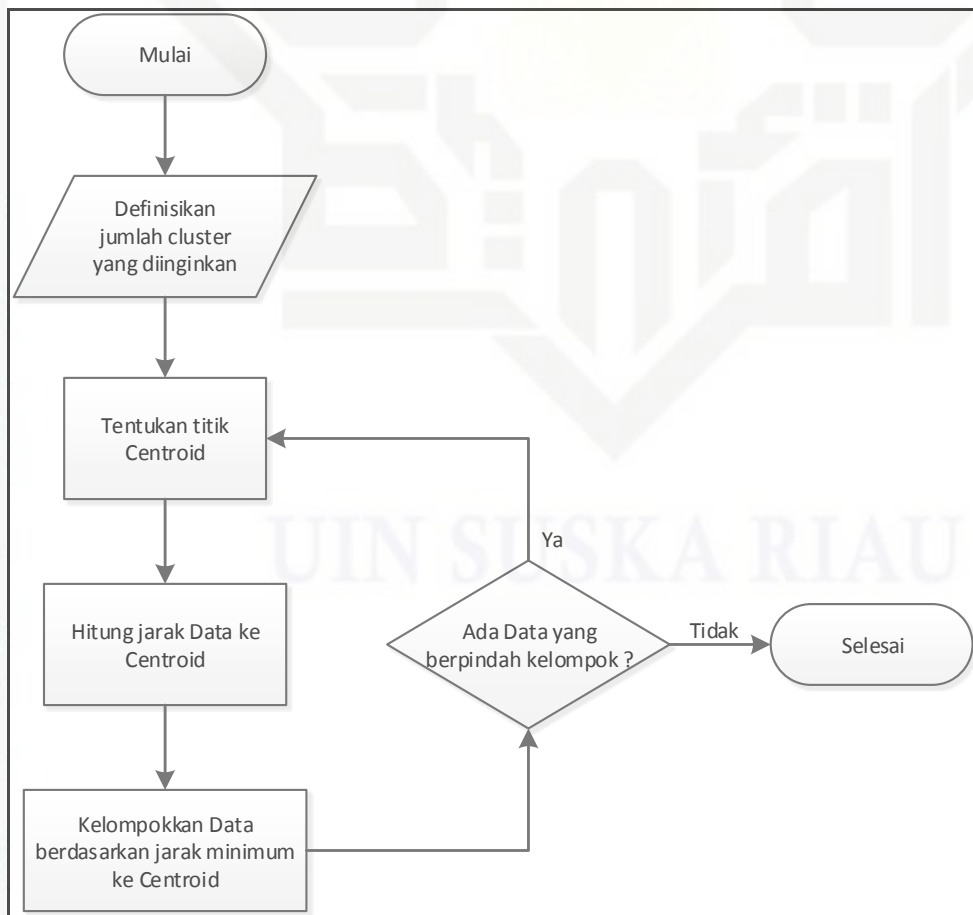 Mulai
Definisikan
jumlah cluster
yang diinginkan
Tentukan titik
Centroid
Hitung jarak Data ke
Centroid
Kelompokkan Data
berdasarkan jarak minimum
ke Centroid
Ada Data yang
berpindah kelompok ?
Ya
Tidak
Selesai
UIN SUSKA RIAU